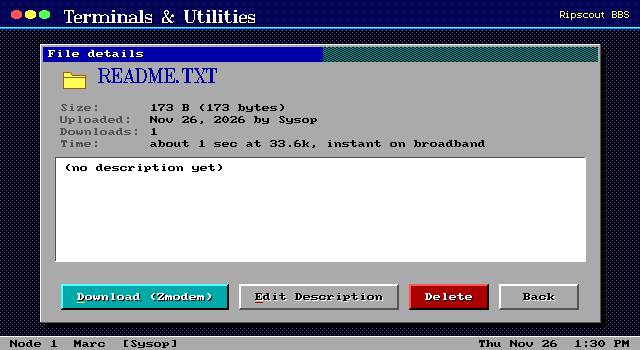 Terminals & Utilities
Ripscout BBS
File details
README.TXT
Size: 173 B (173 bytes)
Uploaded: Nov 26, 2026 by Sysop
Downloads: 1
Time: about 1 sec at 33.6k, instant on broadband
(no description yet)
Download (Zmodem) Edit Description Delete Back
Node 1 Marc [Sysop] Thu Nov 26 1:30 PM